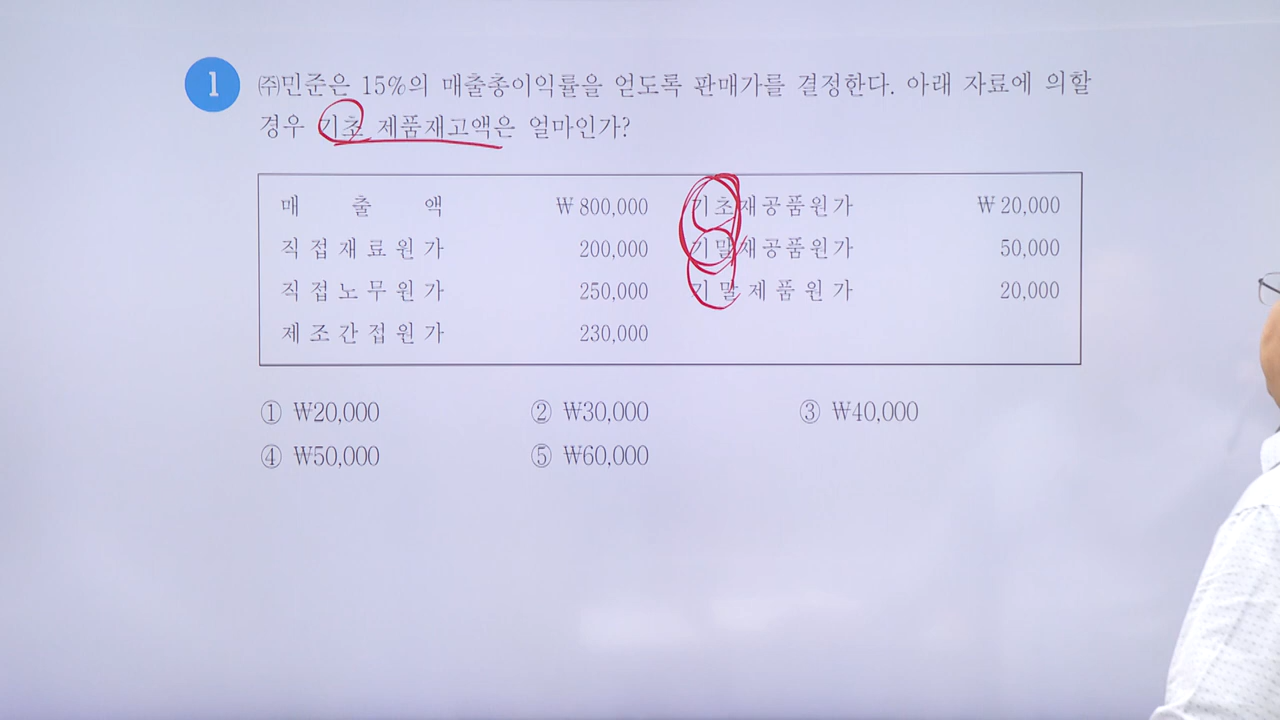 1
㈜민준은 15%의 매출총이익률을 얻도록 판매가를 결정한다. 아래 자료에 의할
경우 기초 제품재고액은 얼마인가?
매 출 액 ₩800,000 기초재공품원가 ₩20,000
직접재료원가 200,000 기말재공품원가 50,000
직접노무원가 250,000 기말제품원가 20,000
제조간접원가 230,000
① ₩20,000 ② ₩30,000 ③ ₩40,000
④ ₩50,000 ⑤ ₩60,000